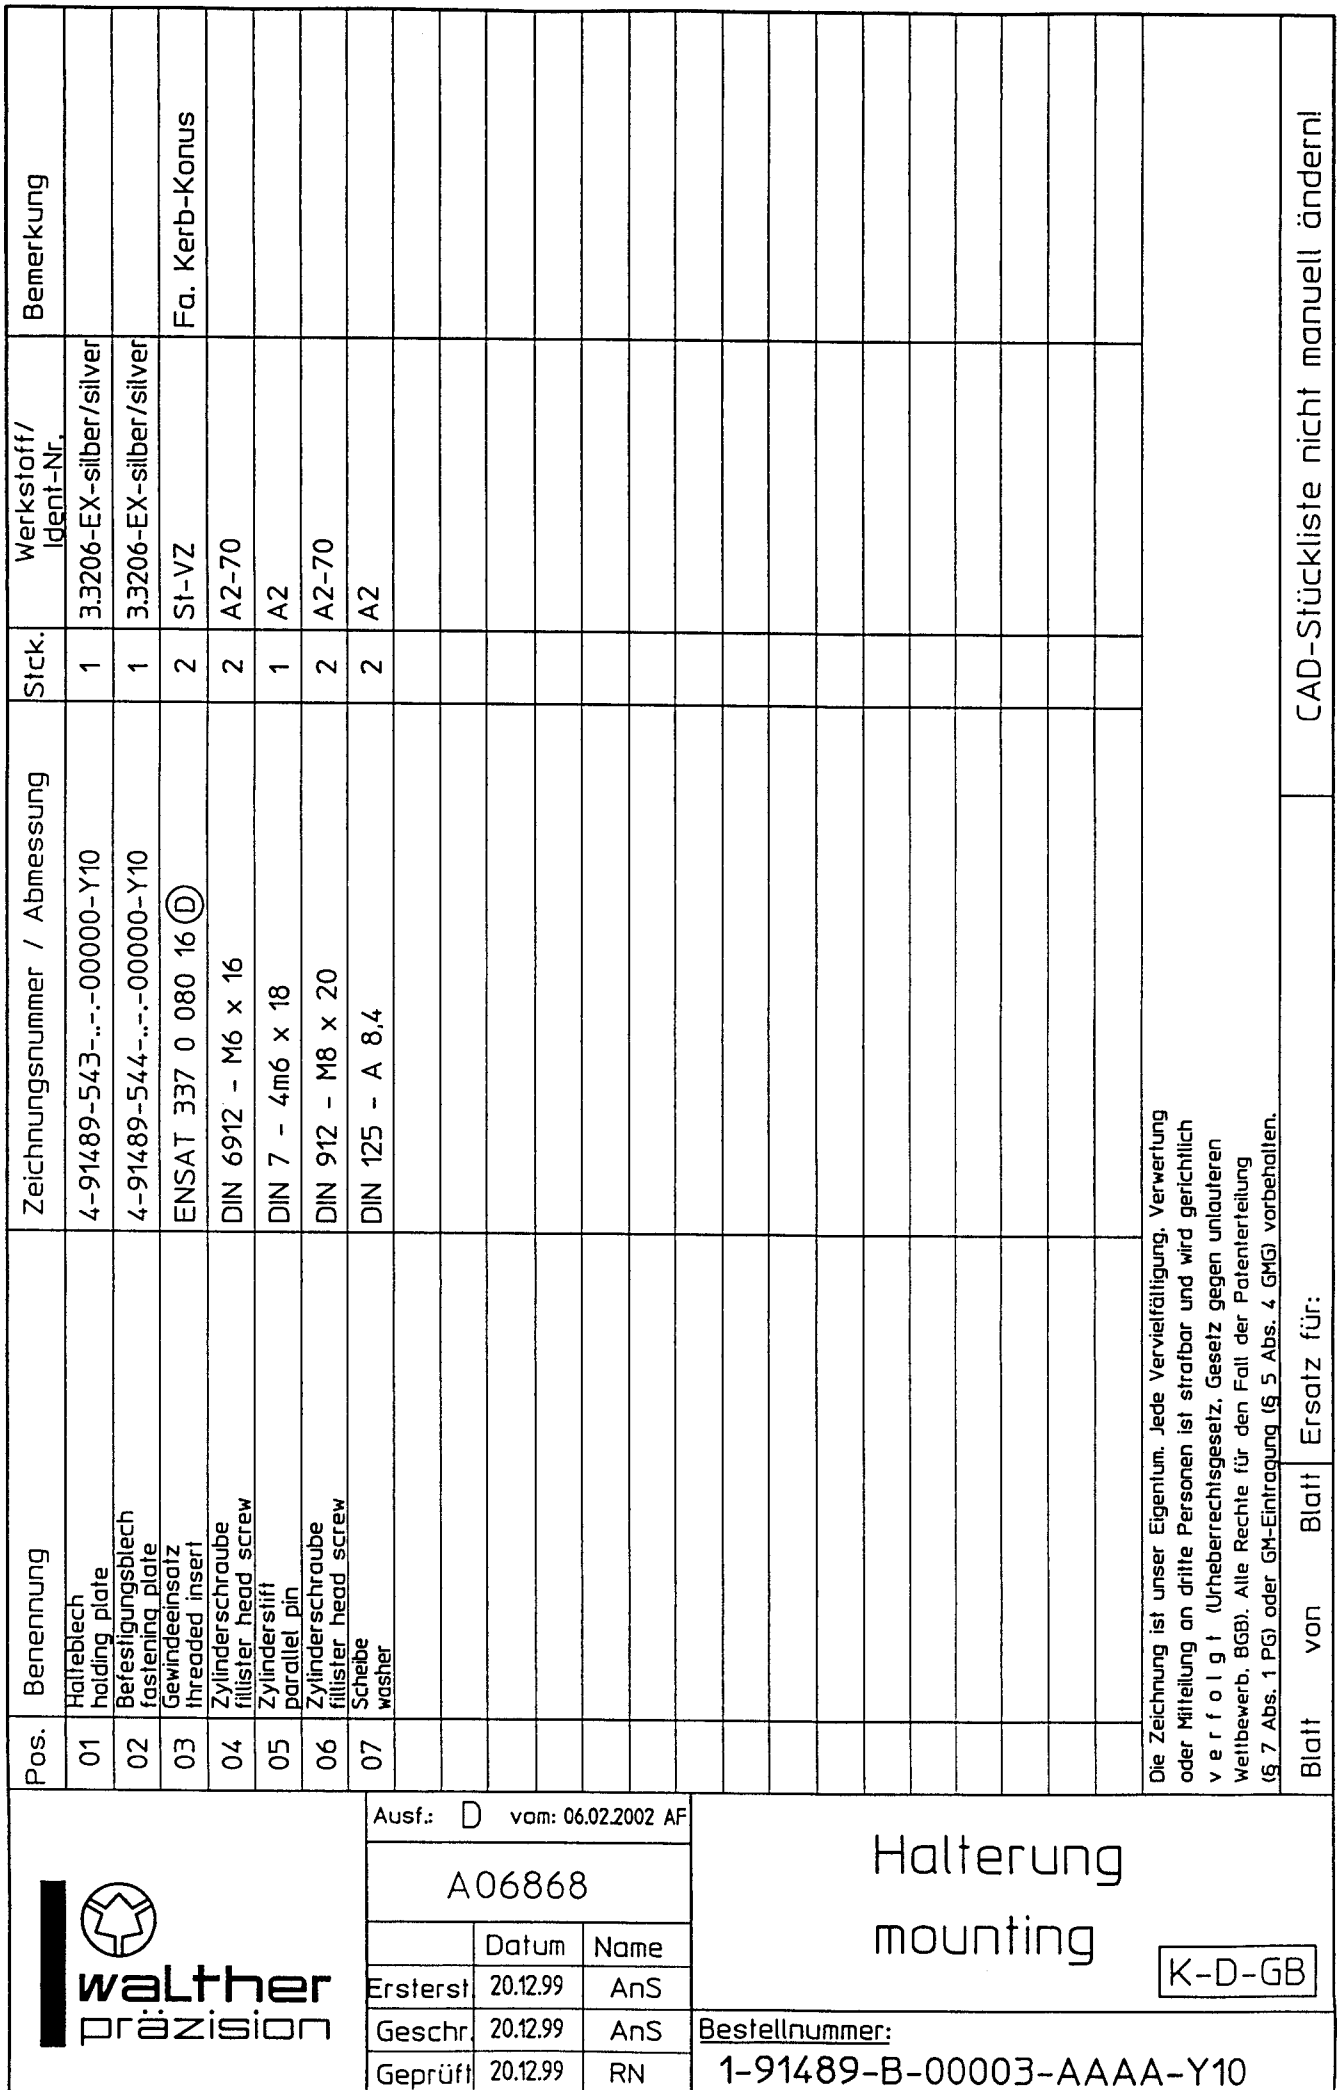 Pos. Benennung Zeichnungsnummer / Abmessung Stck. Werkstoff/ Ident-Nr. Bemerkung
01 Halteblech 4-91489-543-..-.-00000-Y10 1 3.3206-EX-silber/silver
holding plate
02 Befestigungsblech 4-91489-544-..-.-00000-Y10 1 3.3206-EX-silber/silver
fastening plate
03 Gewindeeinsatz ENSAT 337 0 080 16 D 2 St-VZ Fa. Kerb-Konus
threaded insert
04 Zylinderschraube DIN 6912 - M6 x 16 2 A2-70
fillister head screw
05 Zylinderstift DIN 7 - 4m6 x 18 1 A2
parallel pin
06 Zylinderschraube DIN 912 - M8 x 20 2 A2-70
fillister head screw
07 Scheibe DIN 125 - A 8,4 2 A2
washer
Die Zeichnung ist unser Eigentum. Jede Vervielfältigung, Verwertung
oder Mitteilung an dritte Personen ist strafbar und wird gerichtlich
v e r f o l g t (Urheberrechtsgesetz, Gesetz gegen unlauteren
Wettbewerb, BGB). Alle Rechte für den Fall der Patenterteilung
(§ 7 Abs. 1 PG) oder GM-Eintragung (§ 5 Abs. 4 GMG) vorbehalten.
Blatt von Blatt Ersatz für: CAD-Stückliste nicht manuell ändern!
walther
präzision
Ausf.: D vom: 06.02.2002 AF
A06868
Datum Name
Ersterst. 20.12.99 AnS
Geschr. 20.12.99 AnS
Geprüft 20.12.99 RN
Halterung
mounting
K-D-GB
Bestellnummer:
1-91489-B-00003-AAAA-Y10